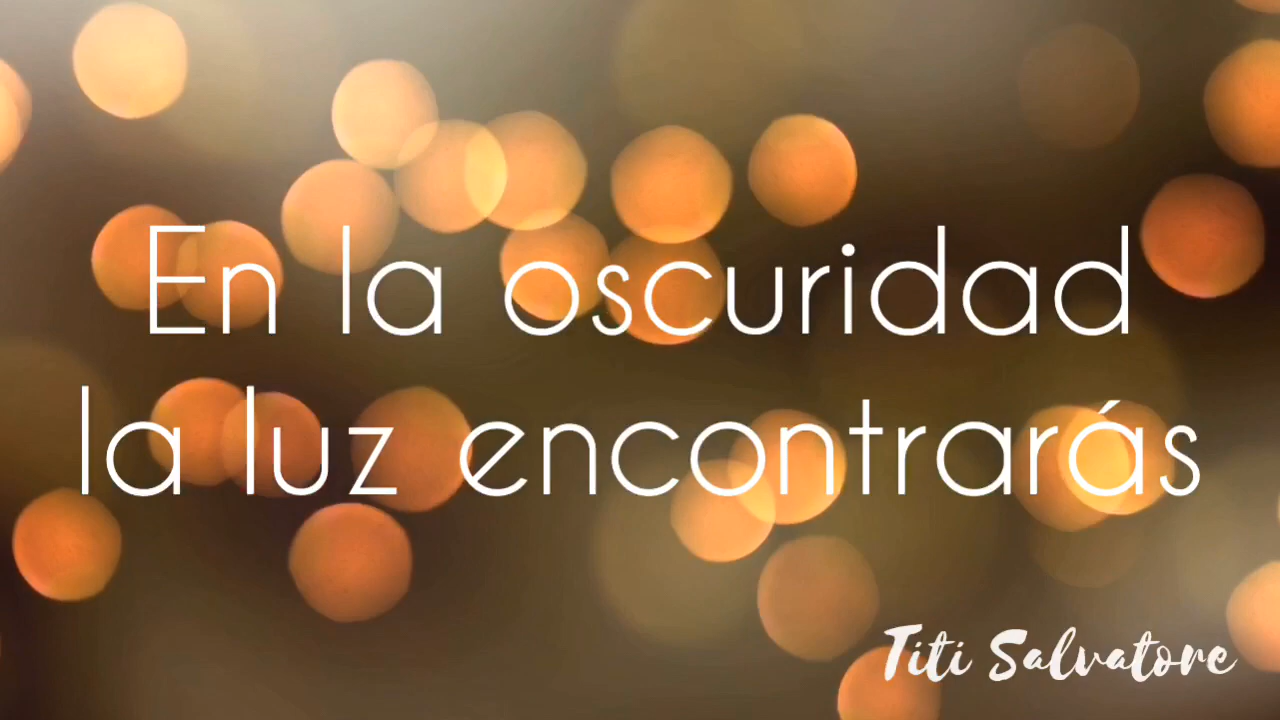 En la oscuridad
la luz encontrarás
Titi Salvatore